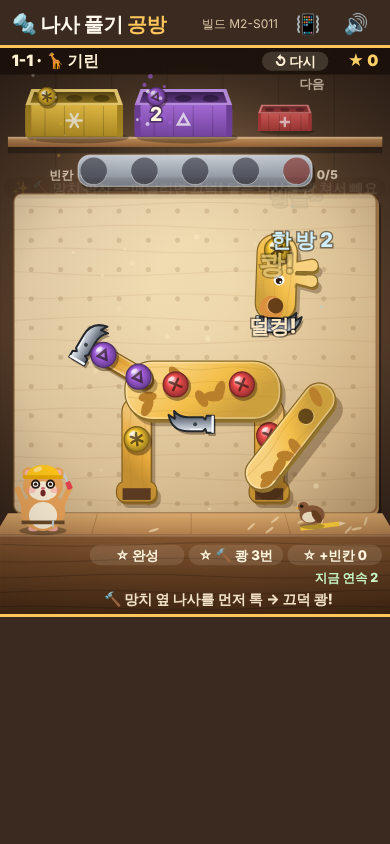 나사 풀기 공방 빌드 M2-S011
1-1 · 기린 다시 ★ 0
다음
2
빈칸 0/5
한 방 2
쾅!
덜컹!
☆ 완성 ☆ 쾅 3번 ☆ +빈칸 0
지금 연속 2
망치 옆 나사를 먼저 톡 → 끄덕 쾅!